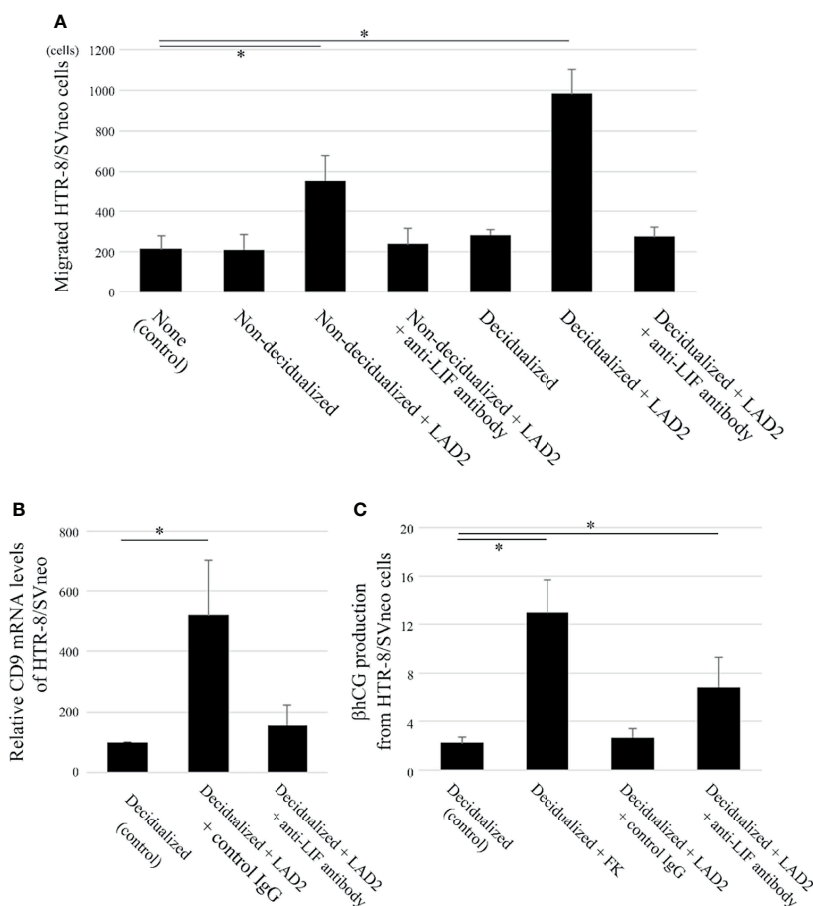 A
(cells)
Migrated HTR-8/SVneo cells
1200
1000
800
600
400
200
0
*
*
None
(control)
Non-decidualized
Non-decidualized + LAD2
Non-decidualized + LAD2
+ anti-LIF antibody
Decidualized
Decidualized + LAD2
Decidualized + LAD2
+ anti-LIF antibody
B
Relative CD9 mRNA levels
of HTR-8/SVneo
800
600
400
200
0
*
Decidualized
(control)
Decidualized + LAD2
+ control IgG
Decidualized + LAD2
+ anti-LIF antibody
C
βhCG production
from HTR-8/SVneo cells
20
16
12
8
4
0
*
*
Decidualized
(control)
Decidualized + FK
Decidualized + LAD2
+ control IgG
Decidualized + LAD2
+ anti-LIF antibody